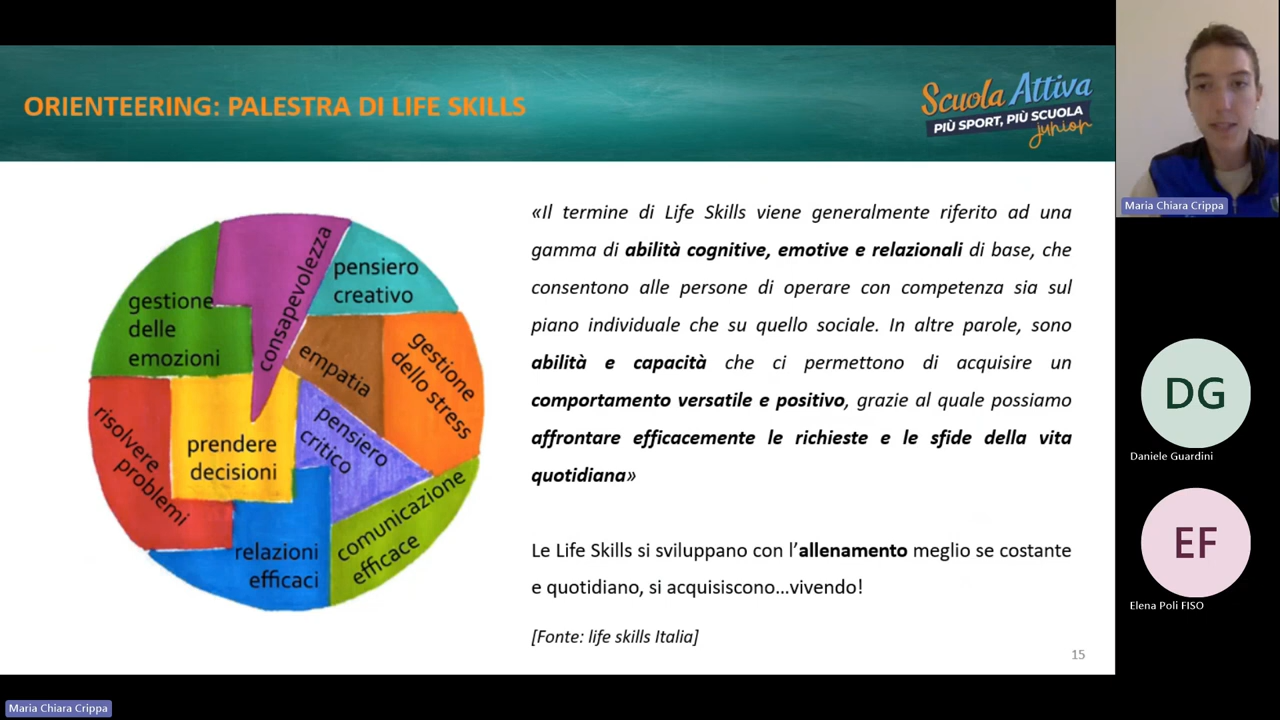 ORIENTEERING: PALESTRA DI LIFE SKILLS
Scuola Attiva
PIÙ SPORT, PIÙ SCUOLA
junior
Maria Chiara Crippa
consapevolezza
pensiero
creativo
gestione
delle
emozioni
empatia
gestione
dello stress
risolvere
problemi
prendere
decisioni
pensiero
critico
relazioni
efficaci
comunicazione
efficace
«Il termine di Life Skills viene generalmente riferito ad una
gamma di abilità cognitive, emotive e relazionali di base, che
consentono alle persone di operare con competenza sia sul
piano individuale che su quello sociale. In altre parole, sono
abilità e capacità che ci permettono di acquisire un
comportamento versatile e positivo, grazie al quale possiamo
affrontare efficacemente le richieste e le sfide della vita
quotidiana»
Le Life Skills si sviluppano con l’allenamento meglio se costante
e quotidiano, si acquisiscono...vivendo!
[Fonte: life skills Italia]
15
DG
Daniele Guardini
EF
Elena Poli FISO
Maria Chiara Crippa